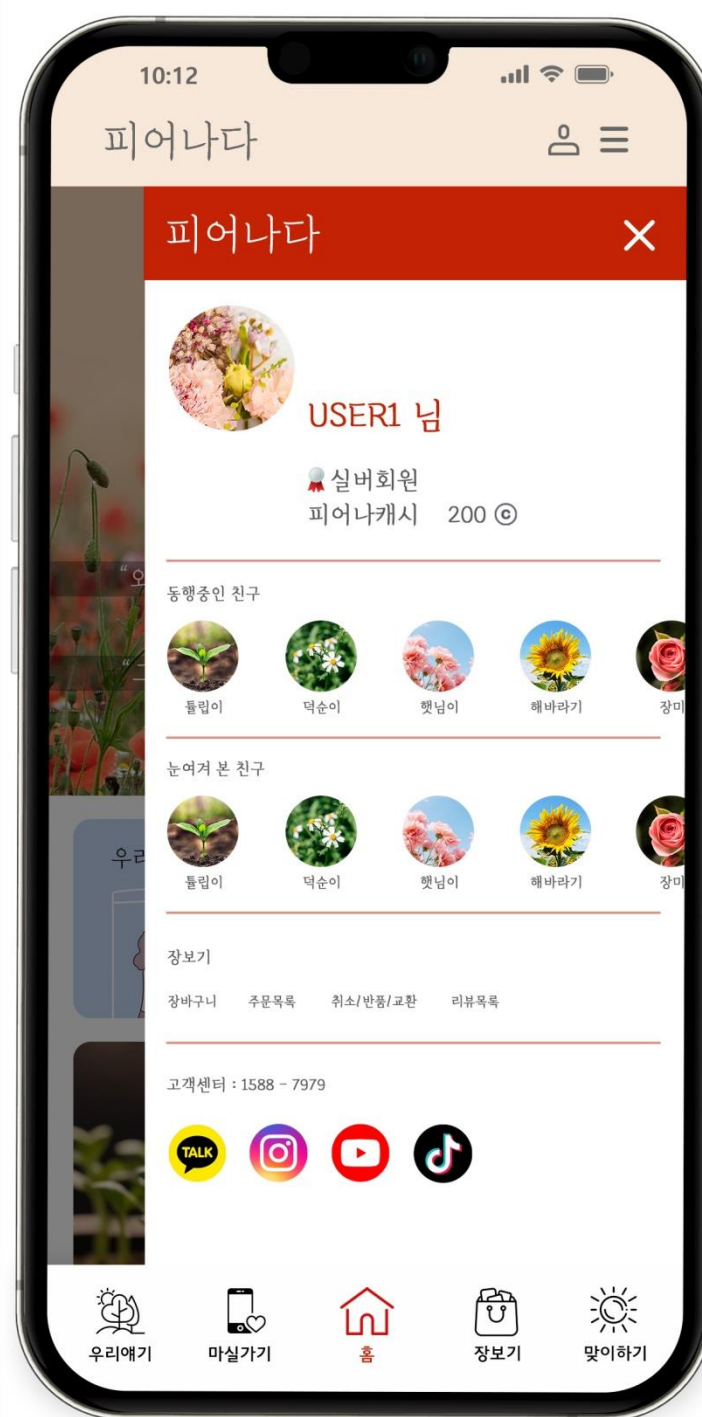 10:12
피어나다
피어나다
USER1 님
실버회원
피어나캐시 200 ⓒ
동행중인 친구
튤립이 덕순이 햇님이 해바라기 장미
눈여겨 본 친구
튤립이 덕순이 햇님이 해바라기 장미
우리
장보기
장바구니 주문목록 취소/반품/교환 리뷰목록
고객센터 : 1588 - 7979
TALK
우리얘기 마실가기 홈 장보기 맞이하기